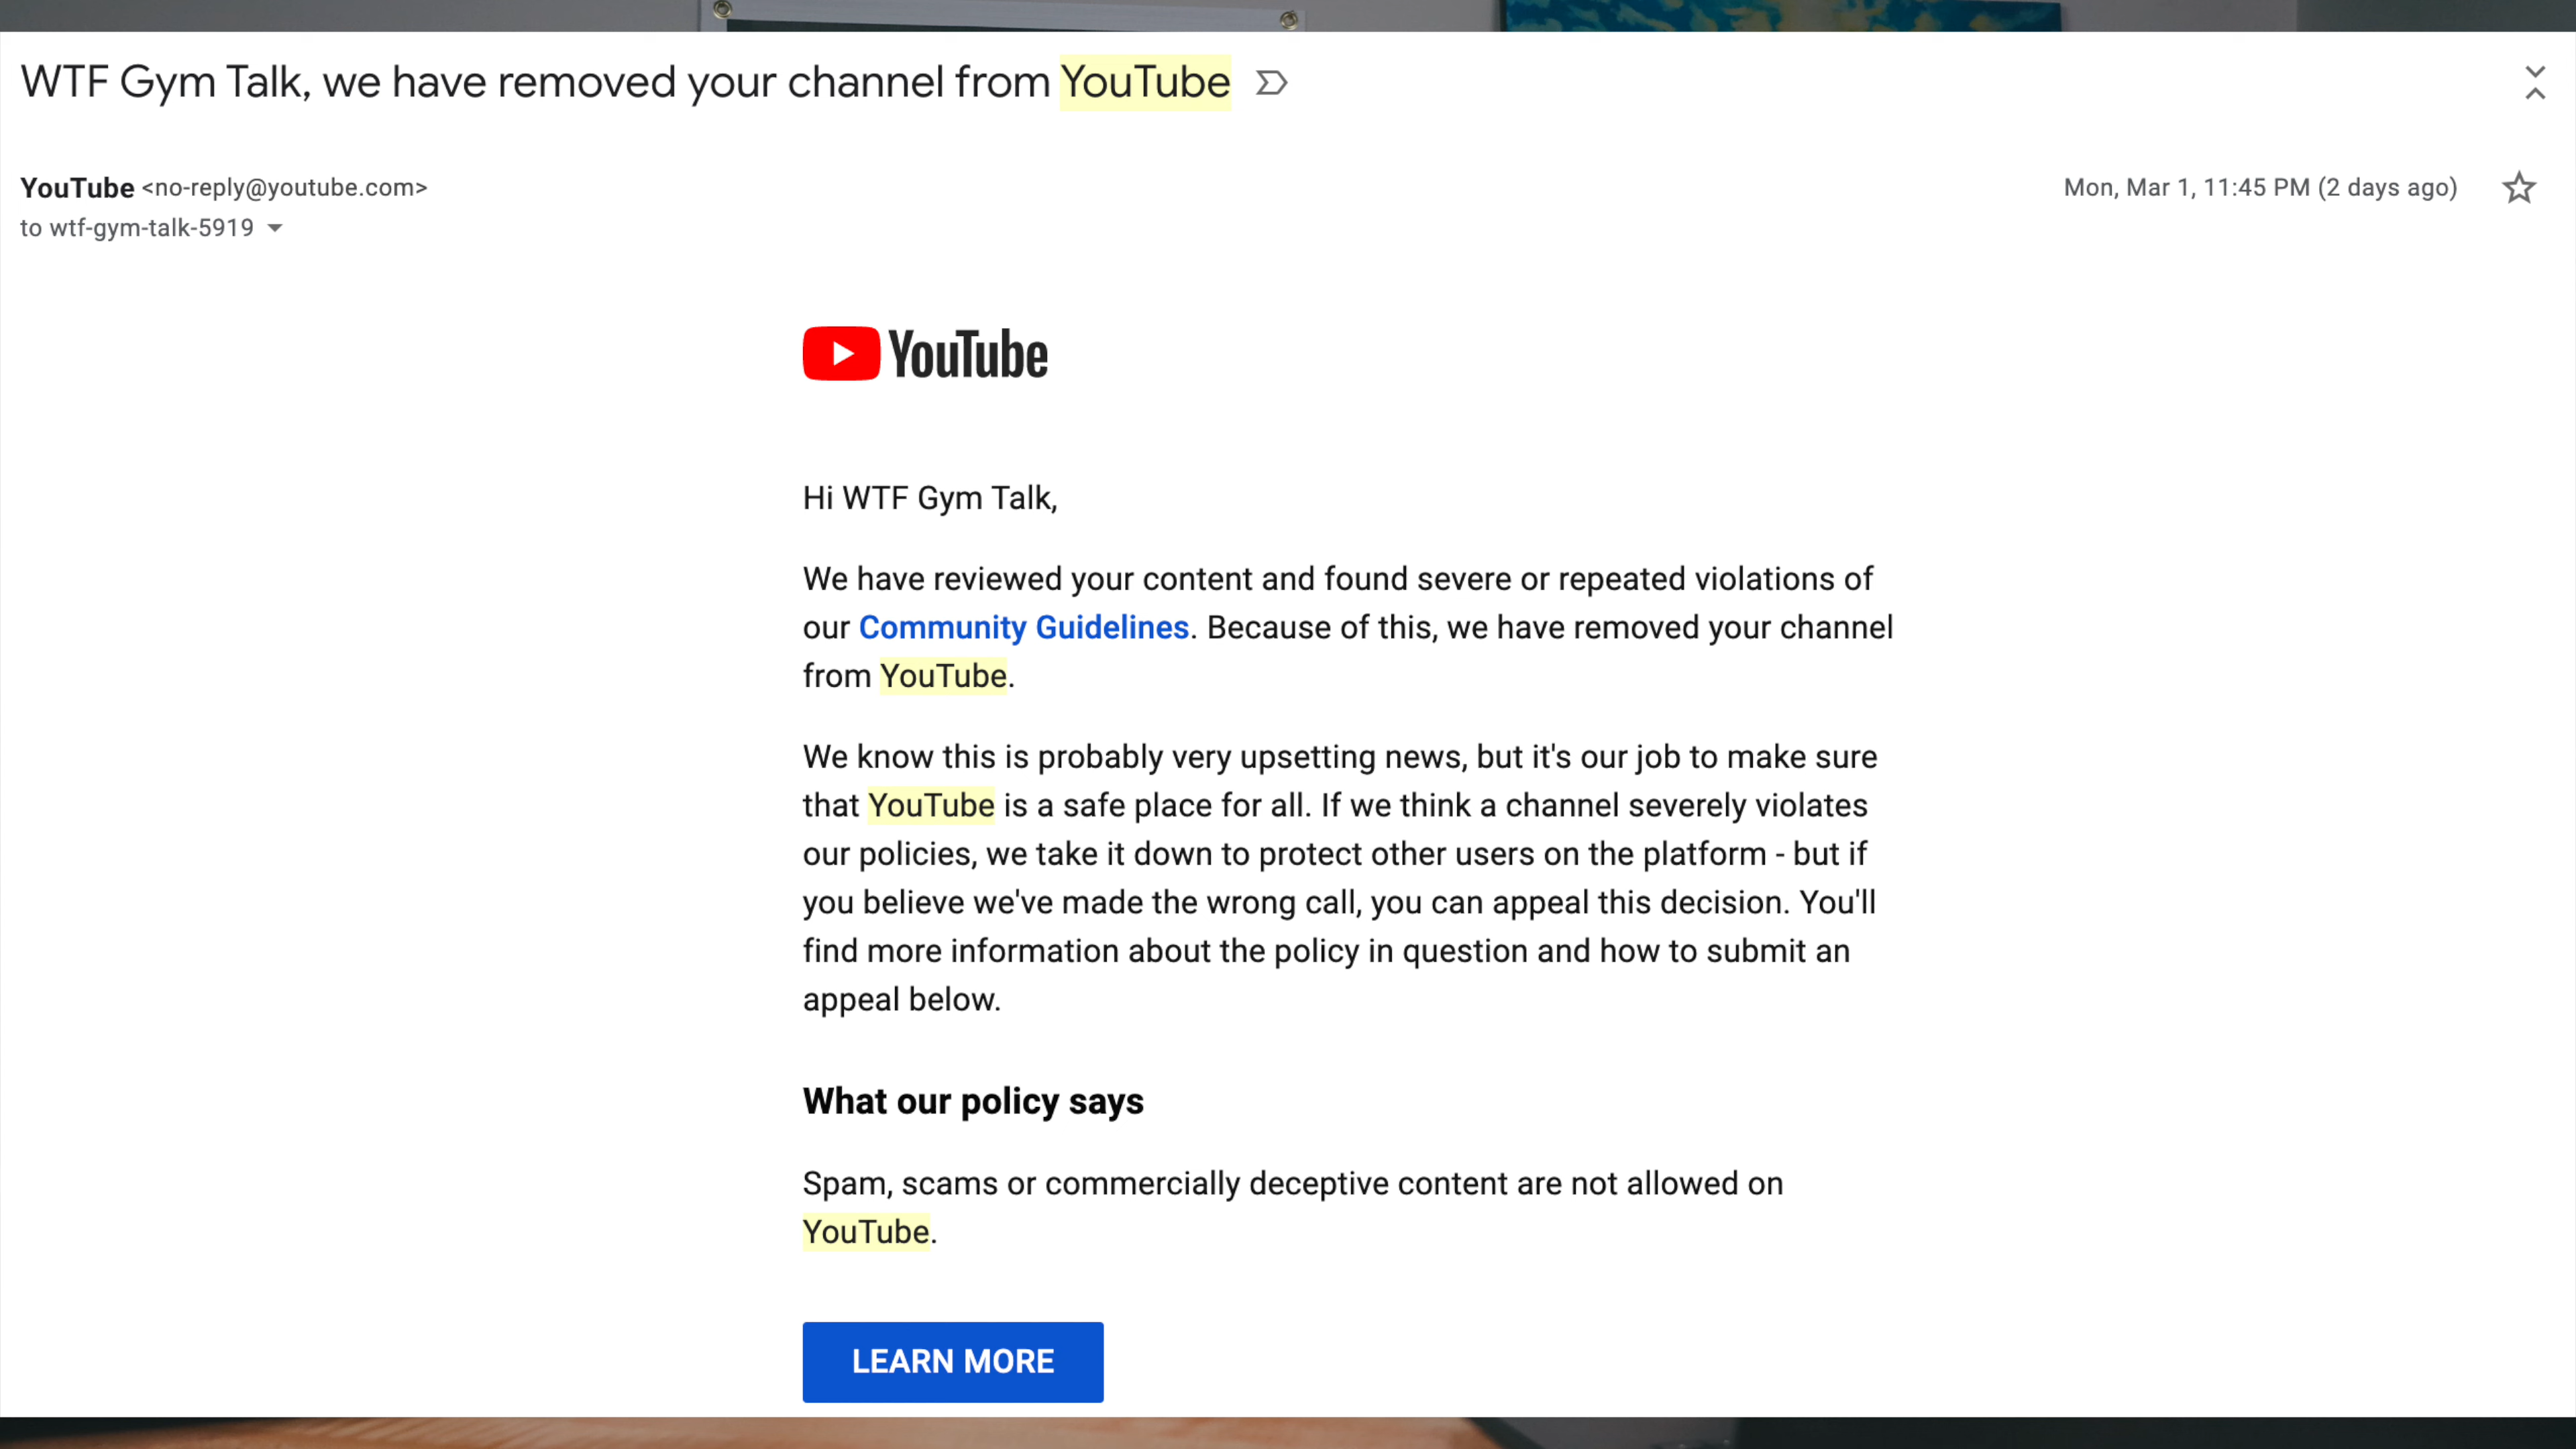 WTF Gym Talk, we have removed your channel from YouTube
YouTube <no-reply@youtube.com>
Mon, Mar 1, 11:45 PM (2 days ago)
to wtf-gym-talk-5919
YouTube
Hi WTF Gym Talk,
We have reviewed your content and found severe or repeated violations of
our Community Guidelines. Because of this, we have removed your channel
from YouTube.
We know this is probably very upsetting news, but it's our job to make sure
that YouTube is a safe place for all. If we think a channel severely violates
our policies, we take it down to protect other users on the platform - but if
you believe we've made the wrong call, you can appeal this decision. You'll
find more information about the policy in question and how to submit an
appeal below.
What our policy says
Spam, scams or commercially deceptive content are not allowed on
YouTube.
LEARN MORE